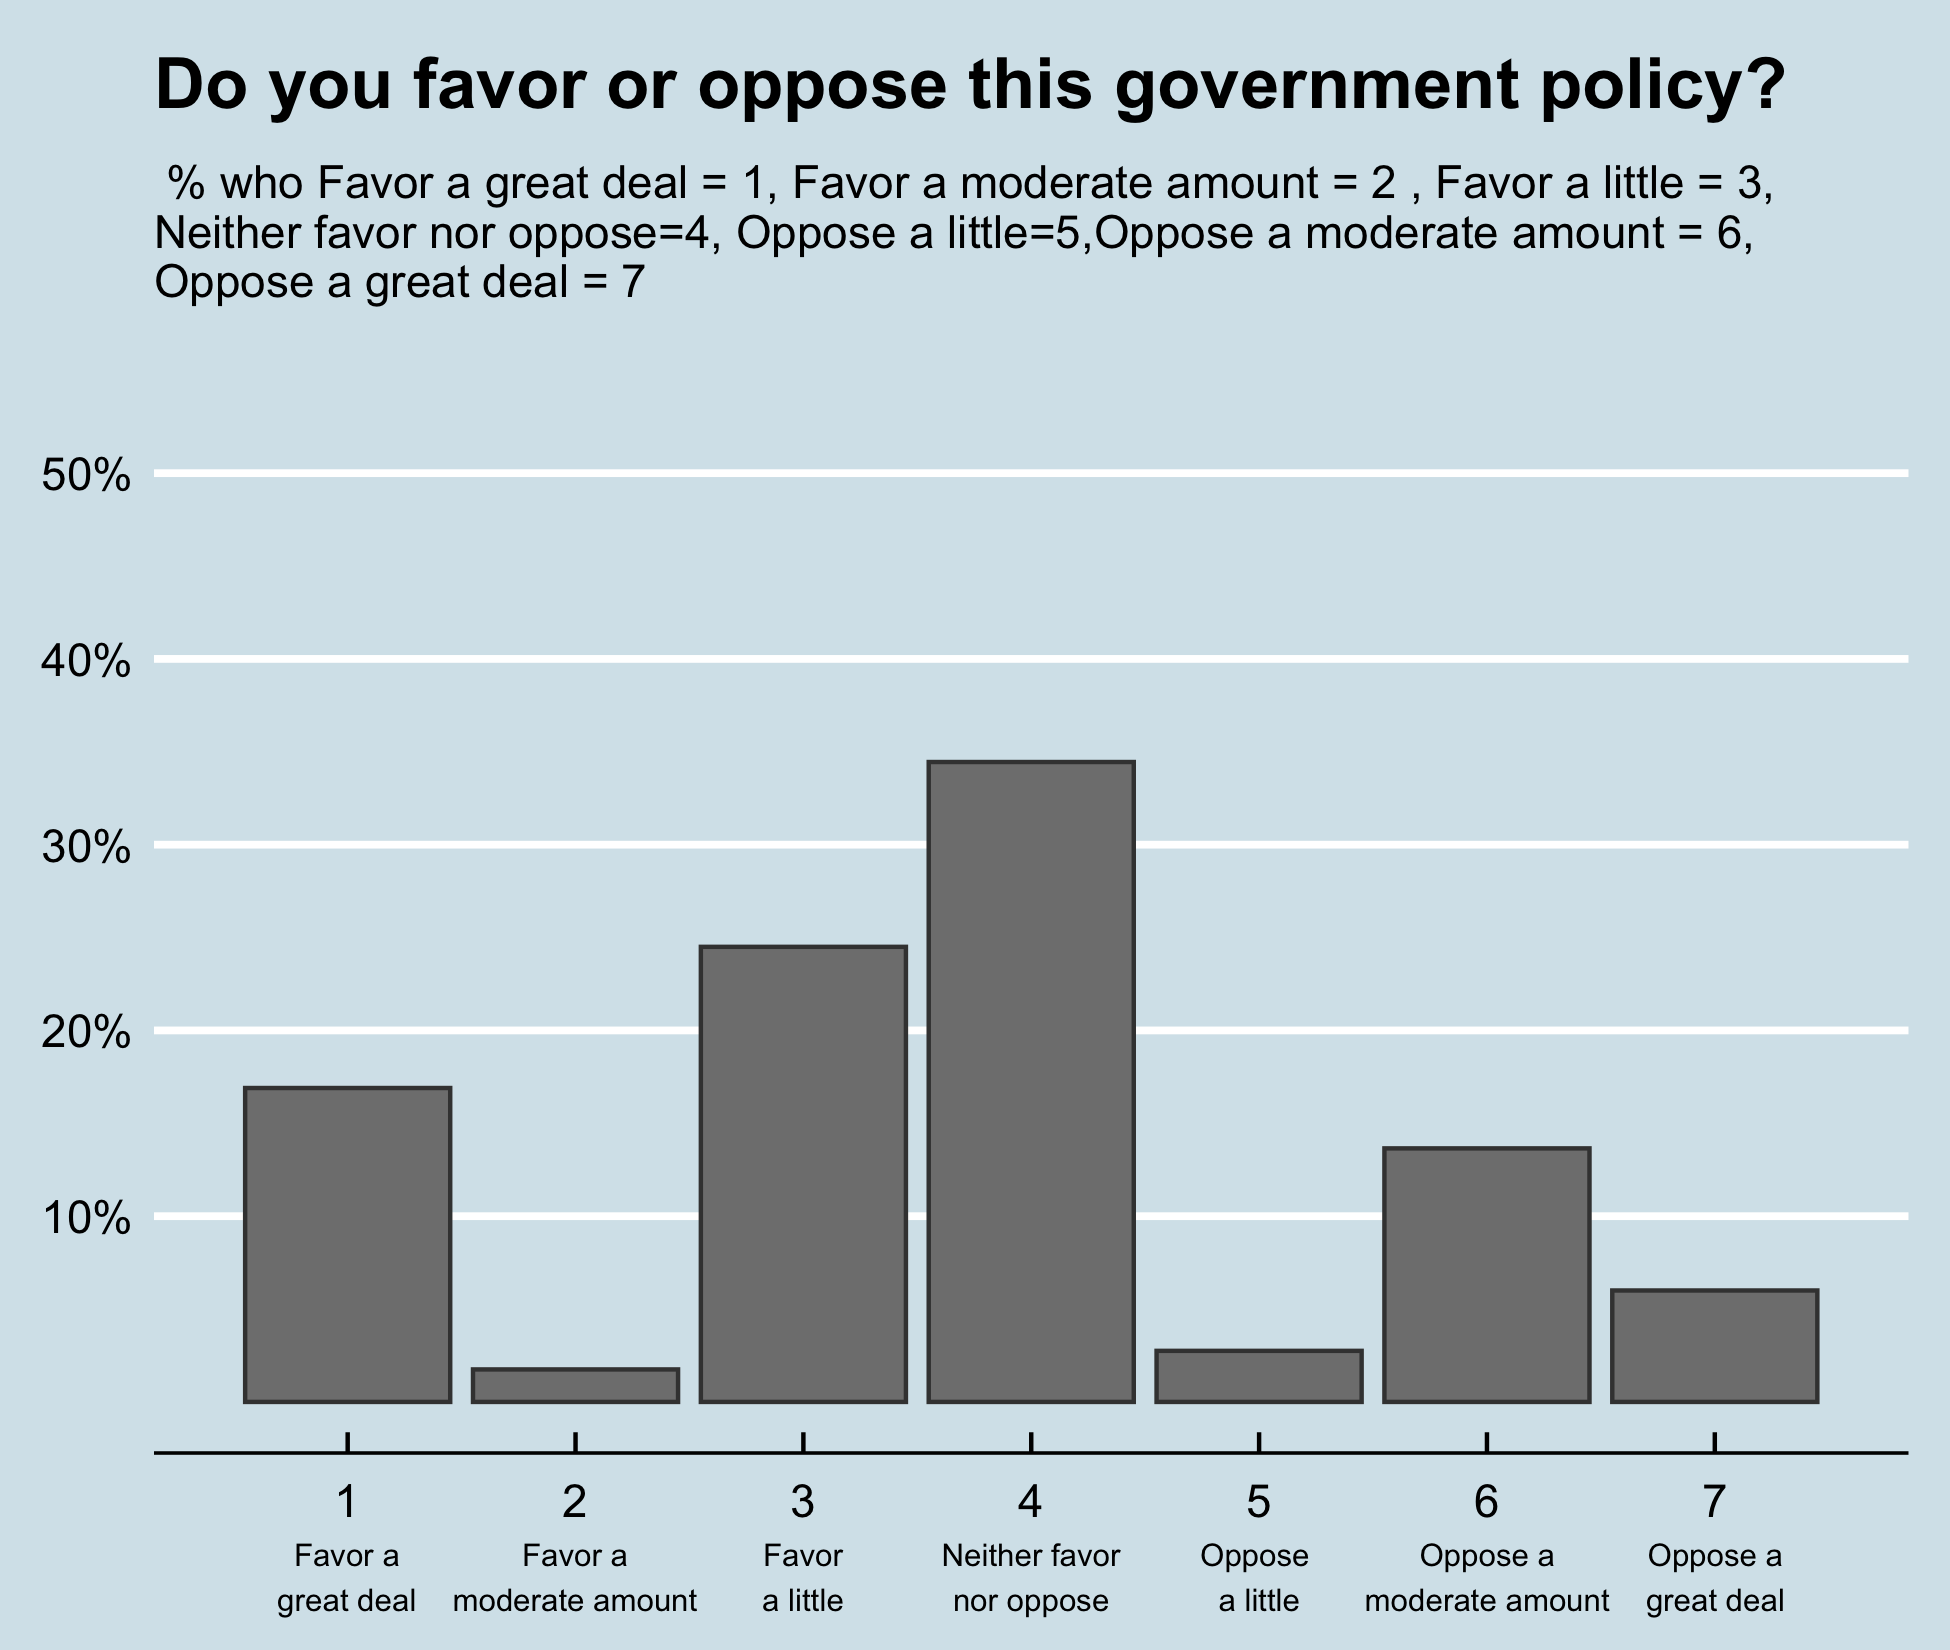 Do you favor or oppose this government policy?
% who Favor a great deal = 1, Favor a moderate amount = 2 , Favor a little = 3,
Neither favor nor oppose=4, Oppose a little=5,Oppose a moderate amount = 6,
Oppose a great deal = 7
50%
40%
30%
20%
10%
1 2 3 4 5 6 7
Favor a Favor a Favor Neither favor Oppose Oppose a Oppose a
great deal moderate amount a little nor oppose a little moderate amount great deal